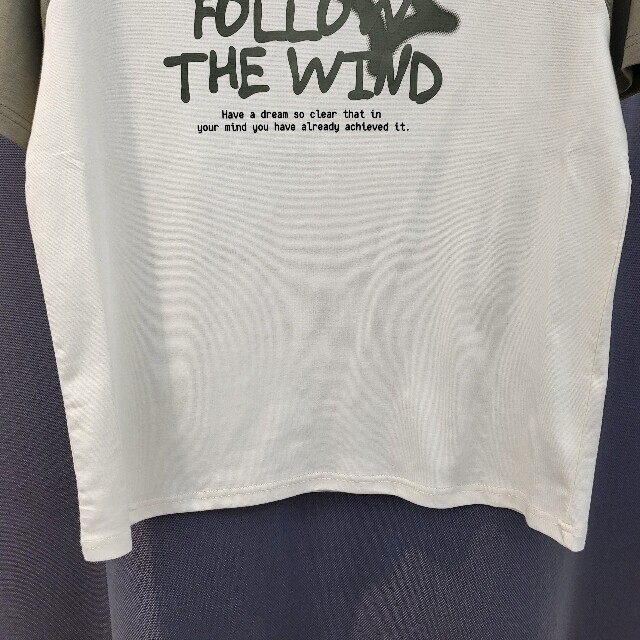 FOLLOW
THE WIND
Have a dream so clear that in
your mind you have already achieved it.